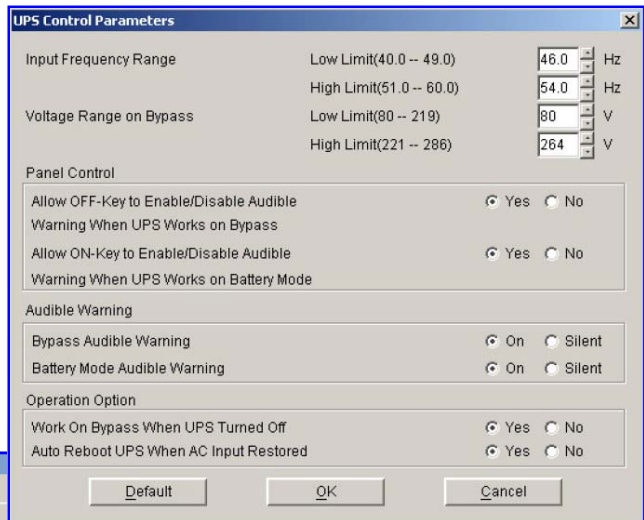 UPS Control Parameters
Input Frequency Range Low Limit(40.0 -- 49.0) 46.0 Hz
High Limit(51.0 -- 60.0) 54.0 Hz
Voltage Range on Bypass Low Limit(80 -- 219) 80 V
High Limit(221 -- 286) 264 V
Panel Control
Allow OFF-Key to Enable/Disable Audible Yes No
Warning When UPS Works on Bypass
Allow ON-Key to Enable/Disable Audible Yes No
Warning When UPS Works on Battery Mode
Audible Warning
Bypass Audible Warning On Silent
Battery Mode Audible Warning On Silent
Operation Option
Work On Bypass When UPS Turned Off Yes No
Auto Reboot UPS When AC Input Restored Yes No
Default OK Cancel